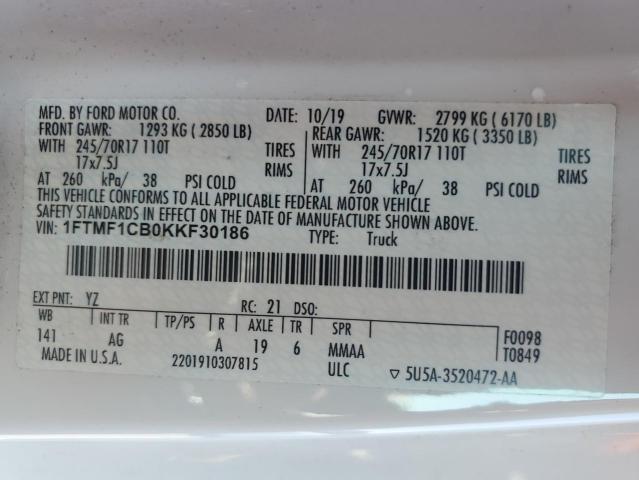 MFD. BY FORD MOTOR CO.
DATE: 10/19 GVWR: 2799 KG ( 6170 LB)
FRONT GAWR: 1293 KG ( 2850 LB)
REAR GAWR: 1520 KG ( 3350 LB)
WITH 245/70R17 110T TIRES
WITH 245/70R17 110T TIRES
17x7.5J RIMS
17x7.5J RIMS
AT 260 kPa/ 38 PSI COLD
AT 260 kPa/ 38 PSI COLD
THIS VEHICLE CONFORMS TO ALL APPLICABLE FEDERAL MOTOR VEHICLE
SAFETY STANDARDS IN EFFECT ON THE DATE OF MANUFACTURE SHOWN ABOVE.
VIN: 1FTMF1CB0KKF30186
TYPE: Truck
EXT PNT: YZ RC: 21 DSO:
WB INT TR TP/PS R AXLE TR SPR
141 AG A 19 6 MMAA
F0098
T0849
MADE IN U.S.A. 2201910307815 ULC ▽ 5U5A-3520472-AA